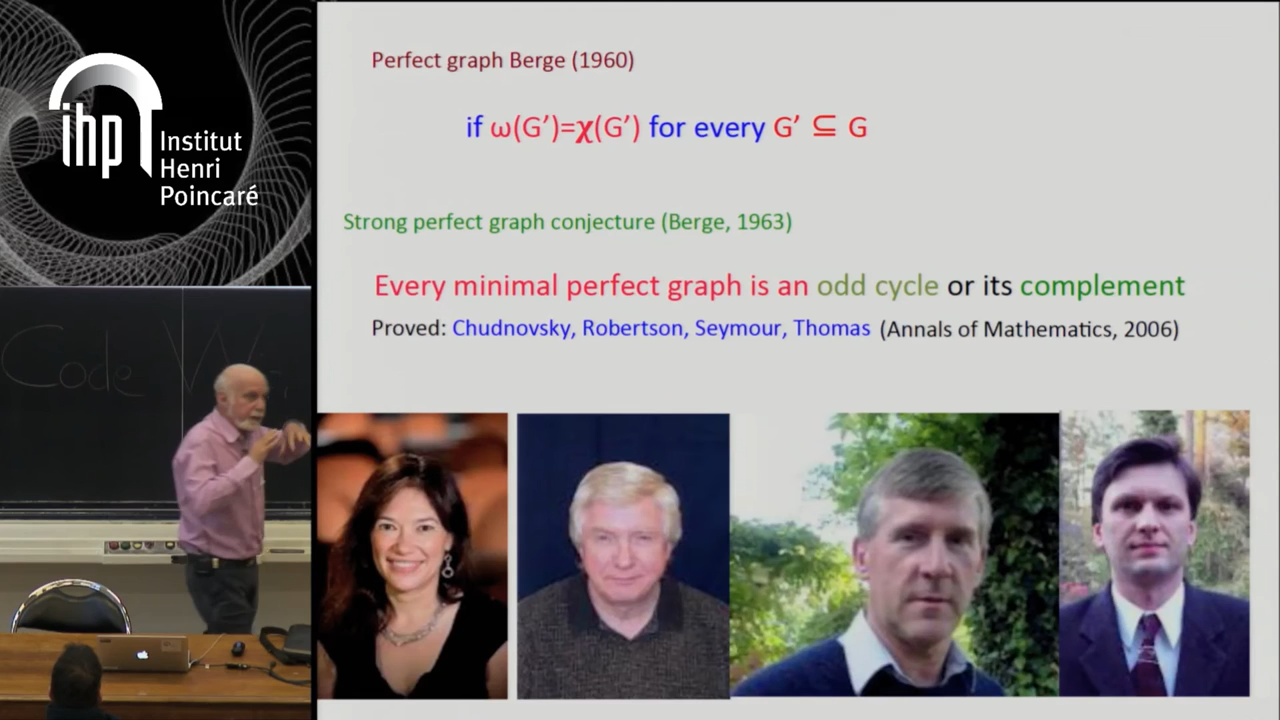 ihp
Institut
Henri
Poincaré
Code
Perfect graph Berge (1960)
if ω(G’)=χ(G’) for every G’ ⊆ G
Strong perfect graph conjecture (Berge, 1963)
Every minimal perfect graph is an odd cycle or its complement
Proved: Chudnovsky, Robertson, Seymour, Thomas (Annals of Mathematics, 2006)